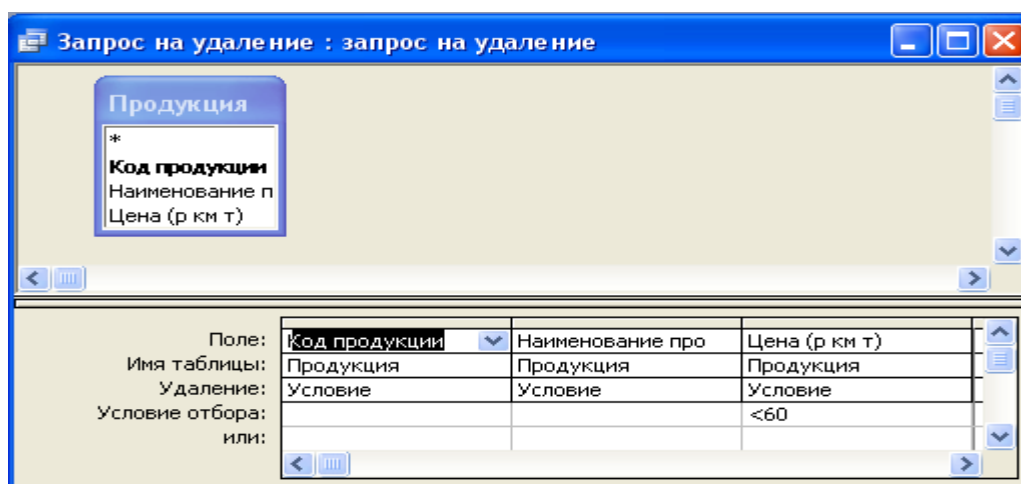 Запрос на удаление : запрос на удаление
Продукция
*
Код продукции
Наименование п
Цена (р км т)
Поле: Код продукции Наименование про Цена (р км т)
Имя таблицы: Продукция Продукция Продукция
Удаление: Условие Условие Условие
Условие отбора: <60
или: